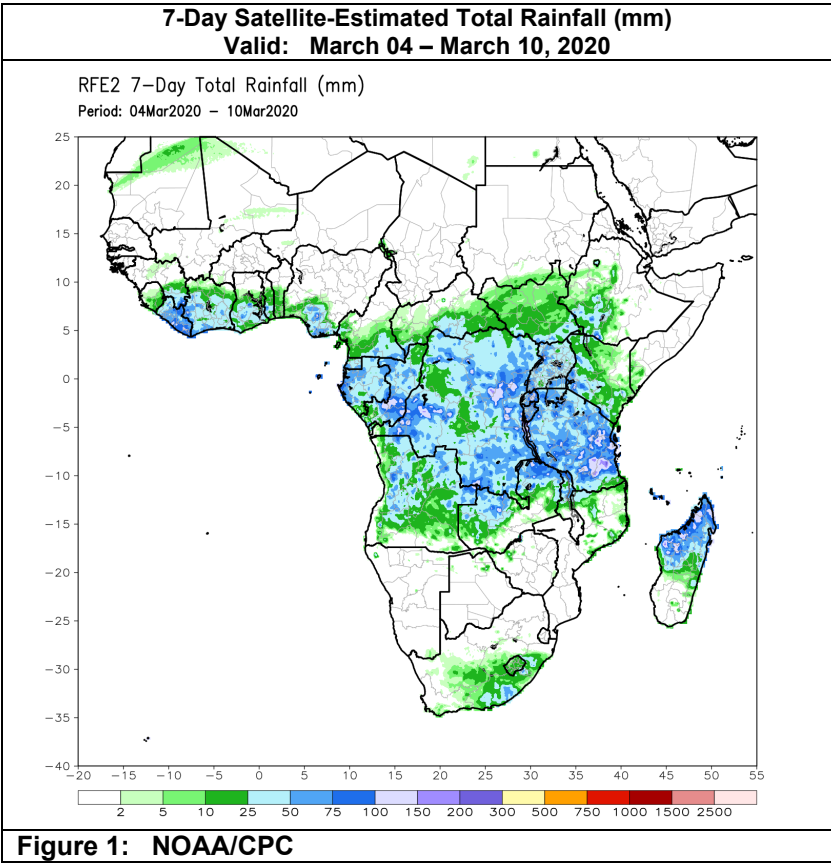 7-Day Satellite-Estimated Total Rainfall (mm)
Valid: March 04 – March 10, 2020
RFE2 7-Day Total Rainfall (mm)
Period: 04Mar2020 - 10Mar2020
25
20
15
10
5
0
-5
-10
-15
-20
-25
-30
-35
-40
-20 -15 -10 -5 0 5 10 15 20 25 30 35 40 45 50 55
2 5 10 25 50 75 100 150 200 300 500 750 1000 1500 2500
Figure 1: NOAA/CPC